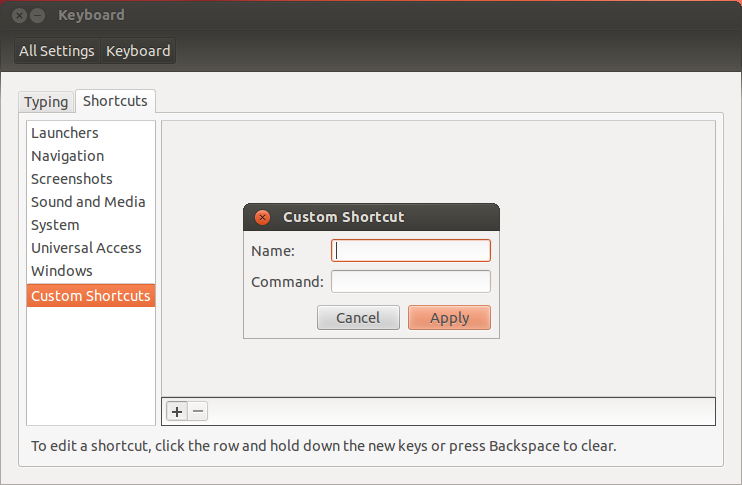 Keyboard
All Settings Keyboard
Typing Shortcuts
Launchers
Navigation
Screenshots
Sound and Media
System
Universal Access
Windows
Custom Shortcuts
Custom Shortcut
Name:
Command:
Cancel Apply
To edit a shortcut, click the row and hold down the new keys or press Backspace to clear.